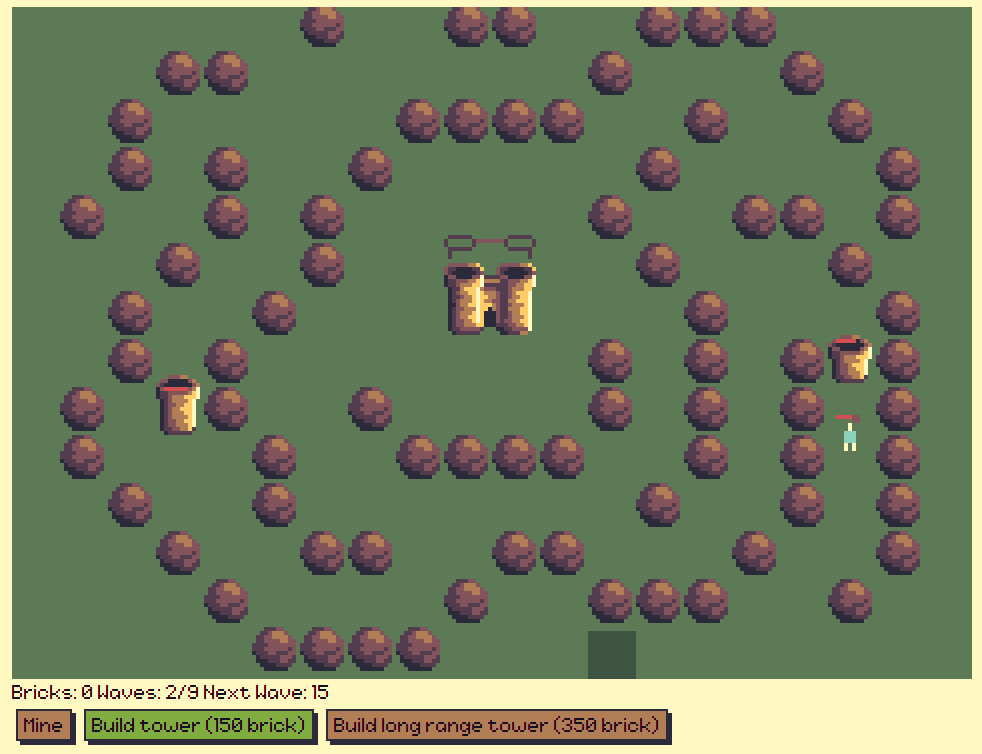 Bricks: 0 Waves: 2/9 Next Wave: 15
Mine
Build tower (150 brick)
Build long range tower (350 brick)